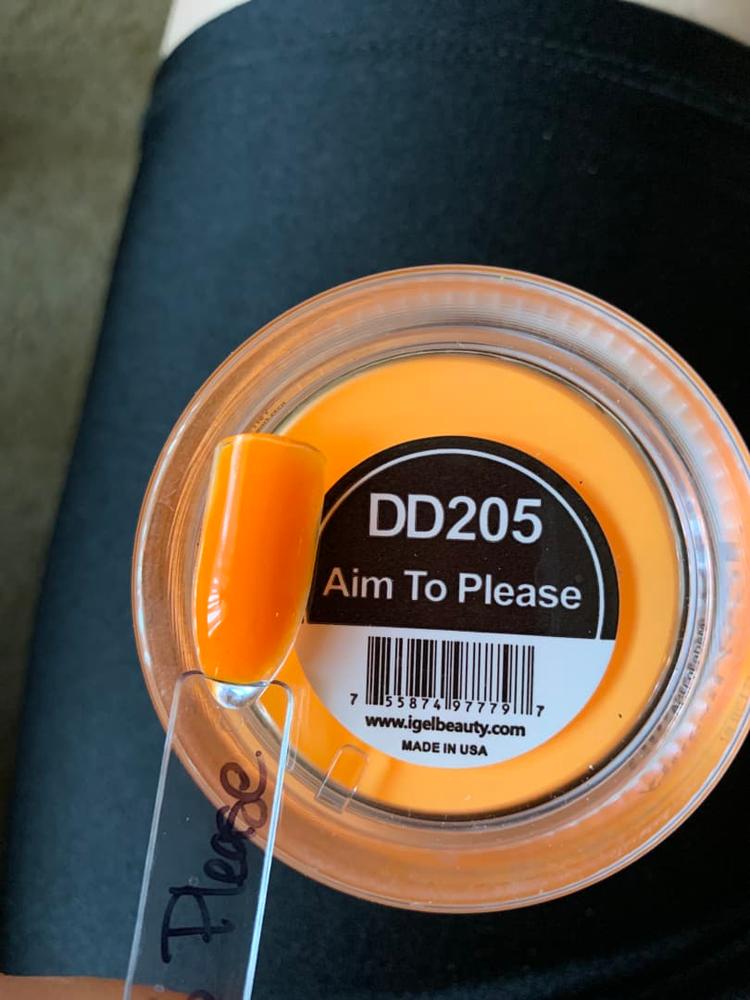 DD205
Aim To Please
7 55874 97779 7
www.igelbeauty.com
MADE IN USA
Please